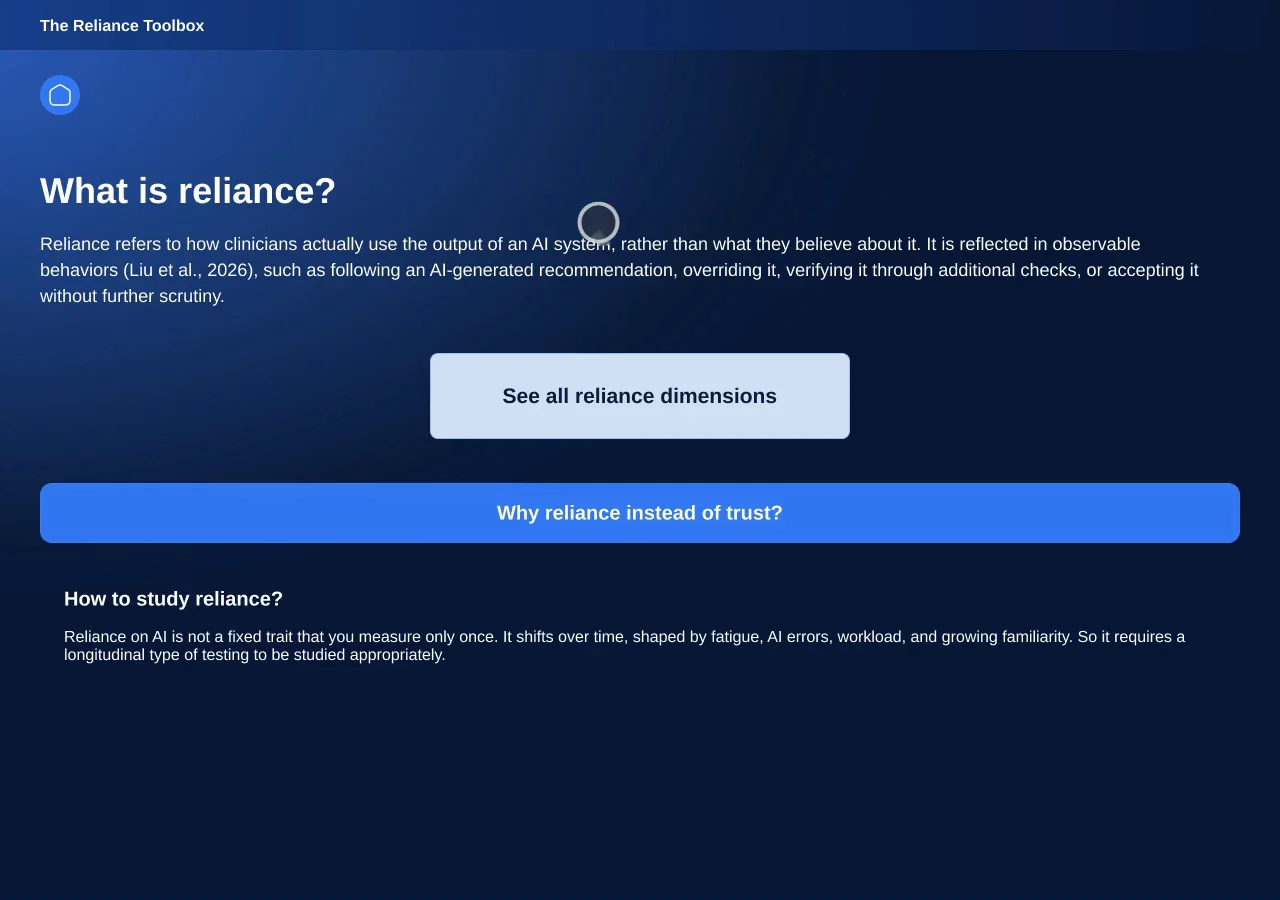 The Reliance Toolbox
What is reliance?
Reliance refers to how clinicians actually use the output of an AI system, rather than what they believe about it. It is reflected in observable
behaviors (Liu et al., 2026), such as following an AI-generated recommendation, overriding it, verifying it through additional checks, or accepting it
without further scrutiny.
See all reliance dimensions
Why reliance instead of trust?
How to study reliance?
Reliance on AI is not a fixed trait that you measure only once. It shifts over time, shaped by fatigue, AI errors, workload, and growing familiarity. So it requires a
longitudinal type of testing to be studied appropriately.